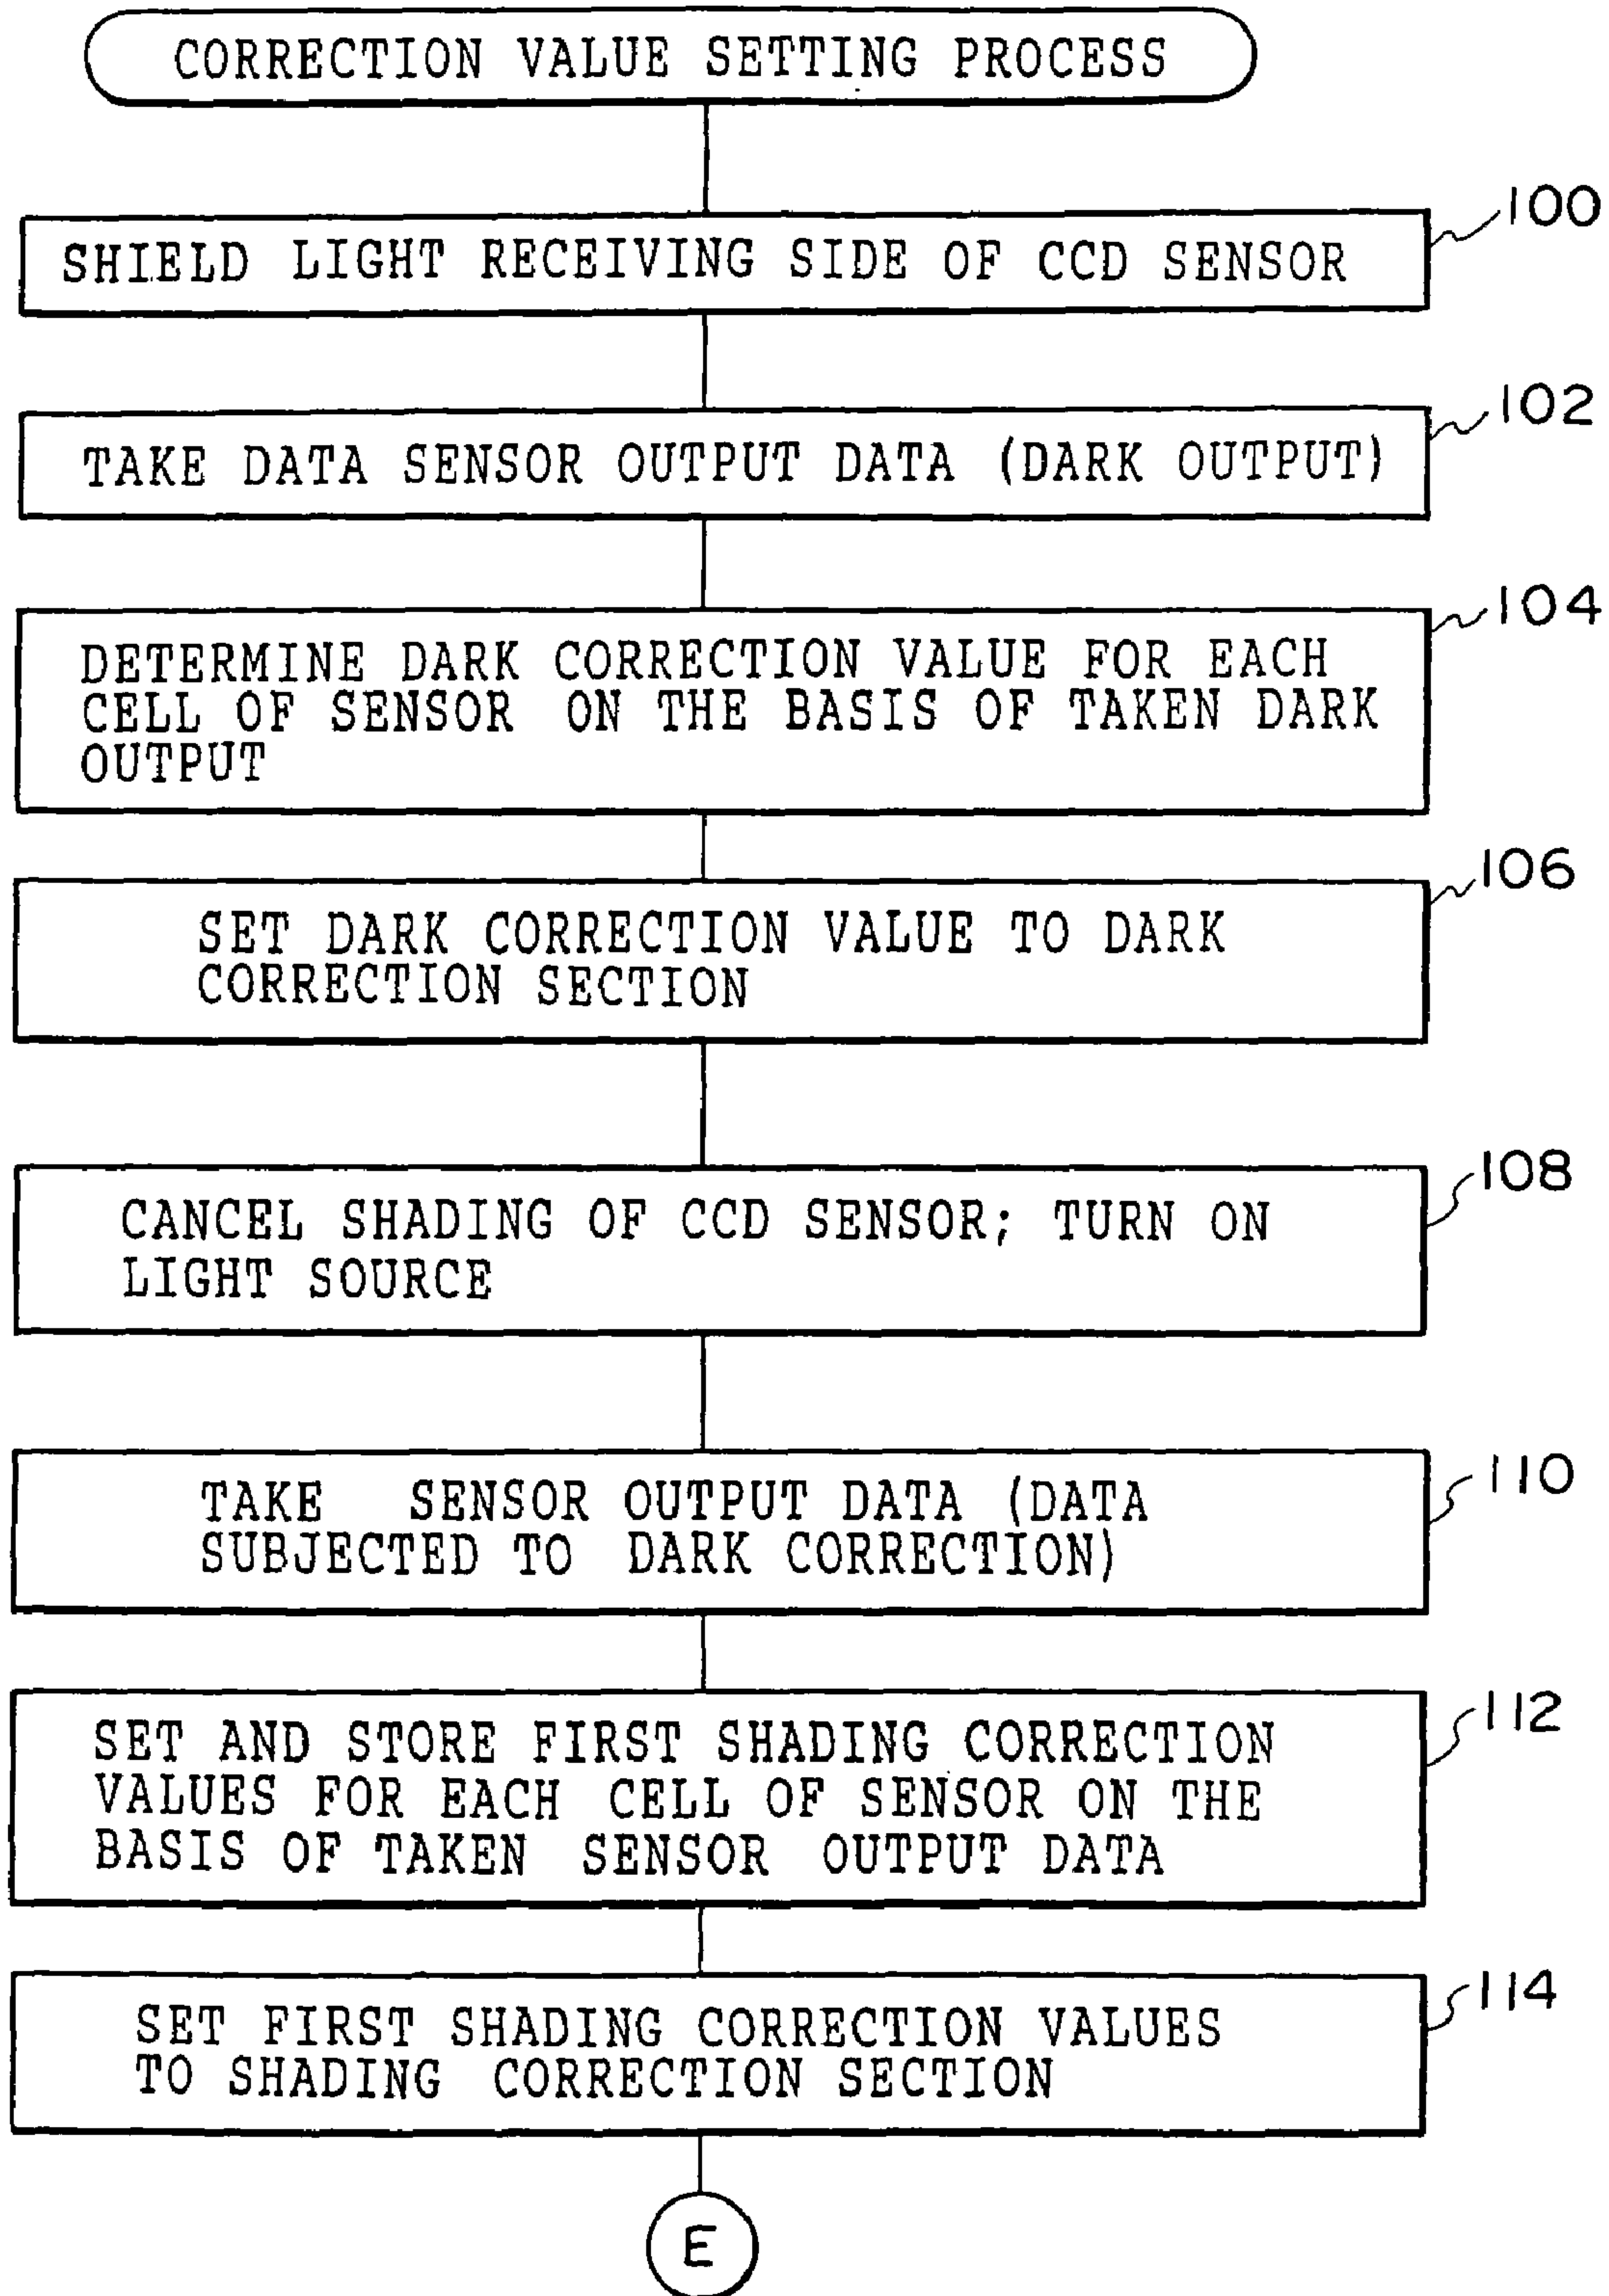 CORRECTION VALUE SETTING PROCESS
100
SHIELD LIGHT RECEIVING SIDE OF CCD SENSOR
102
TAKE DATA SENSOR OUTPUT DATA (DARK OUTPUT)
104
DETERMINE DARK CORRECTION VALUE FOR EACH
CELL OF SENSOR ON THE BASIS OF TAKEN DARK
OUTPUT
106
SET DARK CORRECTION VALUE TO DARK
CORRECTION SECTION
108
CANCEL SHADING OF CCD SENSOR; TURN ON
LIGHT SOURCE
110
TAKE SENSOR OUTPUT DATA (DATA
SUBJECTED TO DARK CORRECTION)
112
SET AND STORE FIRST SHADING CORRECTION
VALUES FOR EACH CELL OF SENSOR ON THE
BASIS OF TAKEN SENSOR OUTPUT DATA
114
SET FIRST SHADING CORRECTION VALUES
TO SHADING CORRECTION SECTION
E